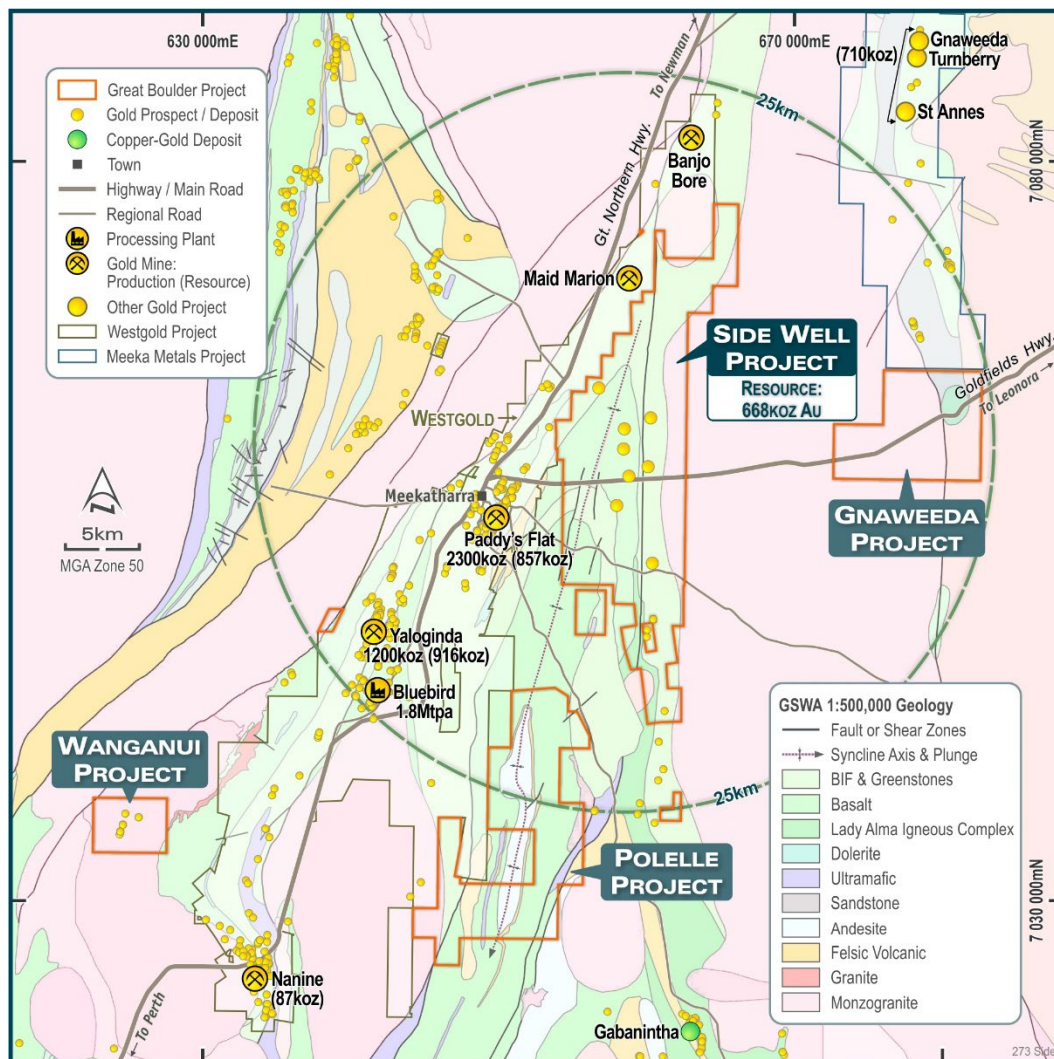 630 000mE
670 000mE
Great Boulder Project
Gold Prospect / Deposit
Copper-Gold Deposit
Town
Highway / Main Road
Regional Road
Processing Plant
Gold Mine:
Production (Resource)
Other Gold Project
Westgold Project
Meeka Metals Project
To Newman
25km
Gnaweeda
(710koz)
Turnberry
St Annes
Banjo
Bore
7 080 000mN
Gt. Northern Hwy.
Maid Marion
SIDE WELL
PROJECT
RESOURCE:
668KOZ AU
Goldfields Hwy.
To Leonora
WESTGOLD
Meekatharra
5km
MGA Zone 50
Paddy's Flat
2300koz (857koz)
GNAWEEDA
PROJECT
Yaloginda
1200koz (916koz)
Bluebird
1.8Mtpa
WANGANUI
PROJECT
25km
POLELLE
PROJECT
7 030 000mN
GSWA 1:500,000 Geology
Fault or Shear Zones
Syncline Axis & Plunge
BIF & Greenstones
Basalt
Lady Alma Igneous Complex
Dolerite
Ultramafic
Sandstone
Andesite
Felsic Volcanic
Granite
Monzogranite
Nanine
(87koz)
To Perth
Gabanintha
273 Side